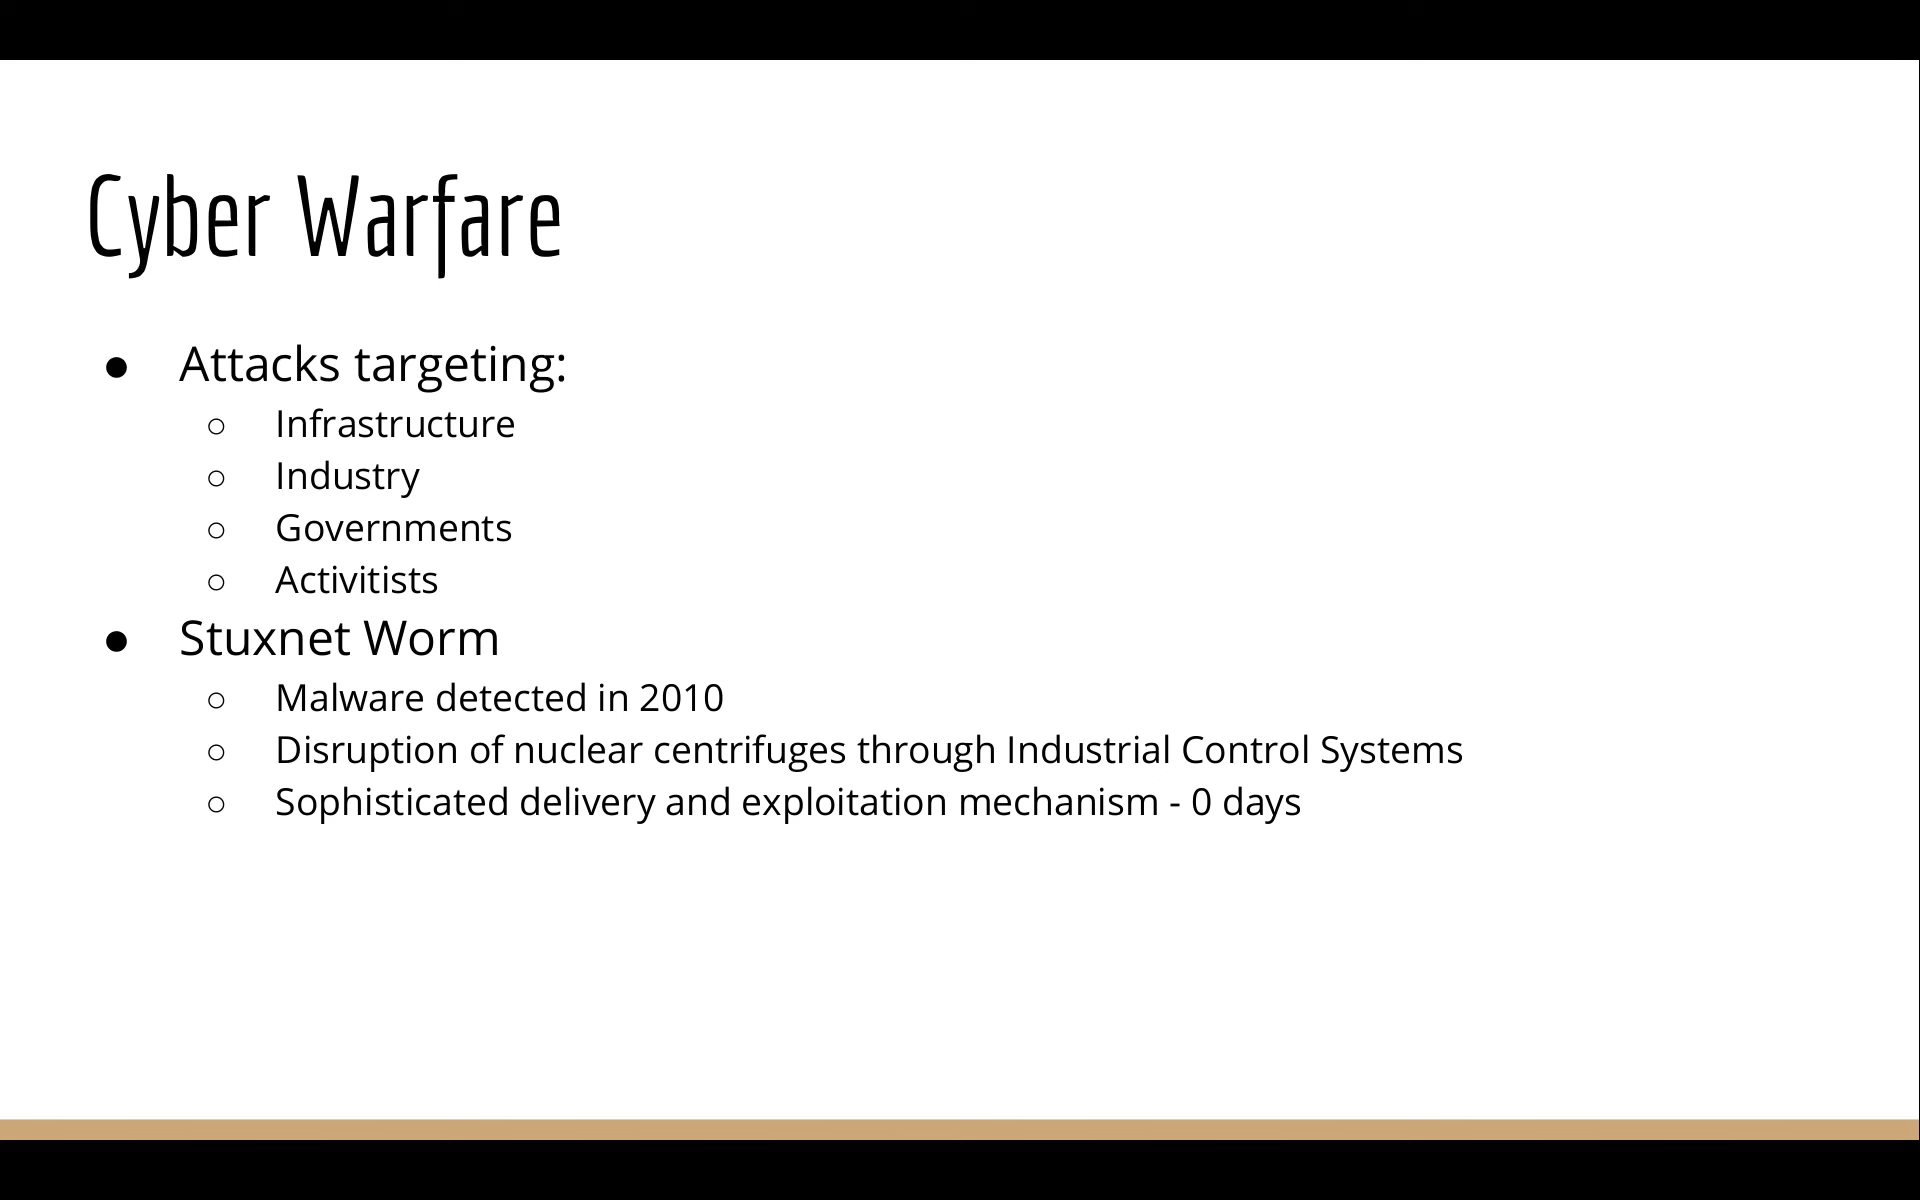 Cyber Warfare
● Attacks targeting:
○ Infrastructure
○ Industry
○ Governments
○ Activitists
● Stuxnet Worm
○ Malware detected in 2010
○ Disruption of nuclear centrifuges through Industrial Control Systems
○ Sophisticated delivery and exploitation mechanism - 0 days